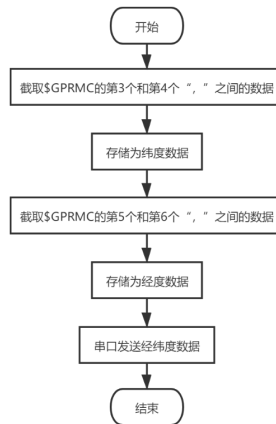 开始
截取$GPRMC的第3个和第4个“，”之间的数据
存储为纬度数据
截取$GPRMC的第5个和第6个“，”之间的数据
存储为经度数据
串口发送经纬度数据
结束